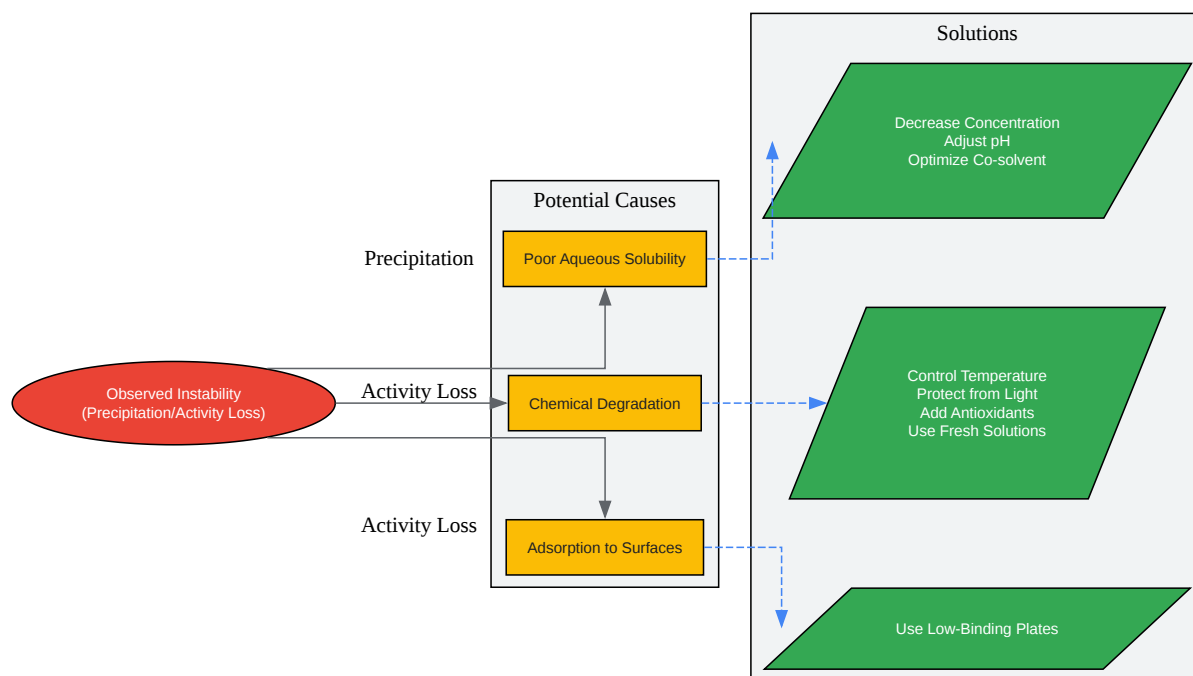 Solutions
Decrease Concentration
Adjust pH
Optimize Co-solvent
Potential Causes
Precipitation
Poor Aqueous Solubility
Observed Instability
(Precipitation/Activity Loss)
Activity Loss
Chemical Degradation
Control Temperature
Protect from Light
Add Antioxidants
Use Fresh Solutions
Activity Loss
Adsorption to Surfaces
Use Low-Binding Plates